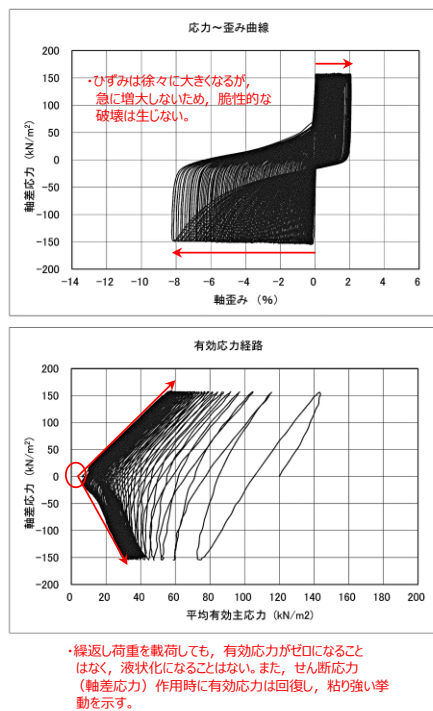 応力～歪み曲線
200
150
100
50
0
-50
-100
-150
-200
軸差応力 (kN/m²)
・ひずみは徐々に大きくなるが，
急に増大しないため，脆性的な
破壊は生じない。
-14 -12 -10 -8 -6 -4 -2 0 2 4 6
軸歪み (%)
有効応力経路
200
150
100
50
0
-50
-100
-150
-200
軸差応力 (kN/m²)
0 20 40 60 80 100 120 140 160 180 200
平均有効主応力 (kN/m2)
・繰返し荷重を載荷しても，有効応力がゼロになること
はなく，液状化になることはない。また，せん断応力
（軸差応力）作用時に有効応力は回復し，粘り強い挙
動を示す。